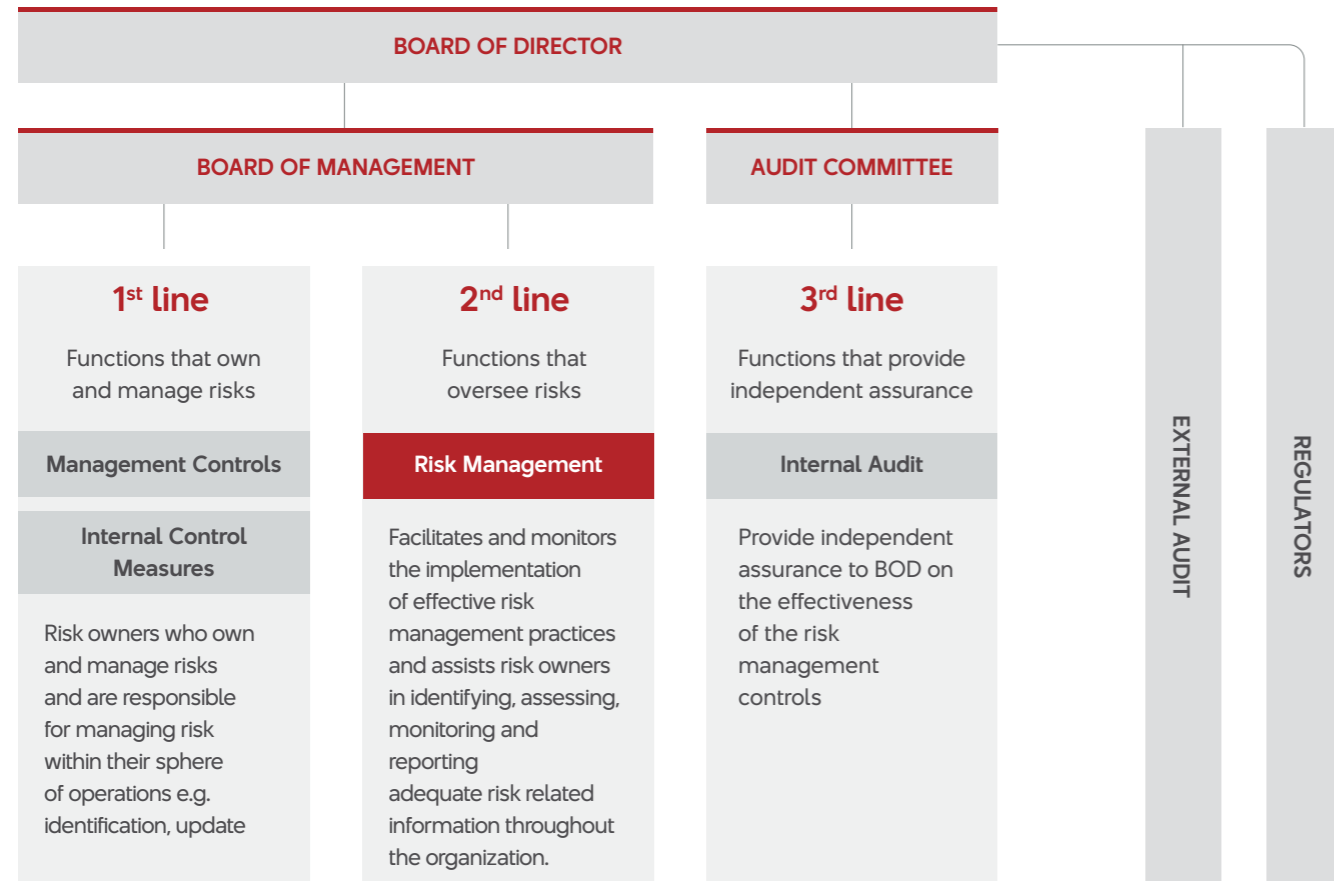 BOARD OF DIRECTOR
BOARD OF MANAGEMENT
AUDIT COMMITTEE
1st line
Functions that own
and manage risks
Management Controls
Internal Control
Measures
Risk owners who own
and manage risks
and are responsible
for managing risk
within their sphere
of operations e.g.
identification, update
2nd line
Functions that
oversee risks
Risk Management
Facilitates and monitors
the implementation
of effective risk
management practices
and assists risk owners
in identifying, assessing,
monitoring and
reporting
adequate risk related
information throughout
the organization.
3rd line
Functions that provide
independent assurance
Internal Audit
Provide independent
assurance to BOD on
the effectiveness
of the risk
management
controls
EXTERNAL AUDIT
REGULATORS